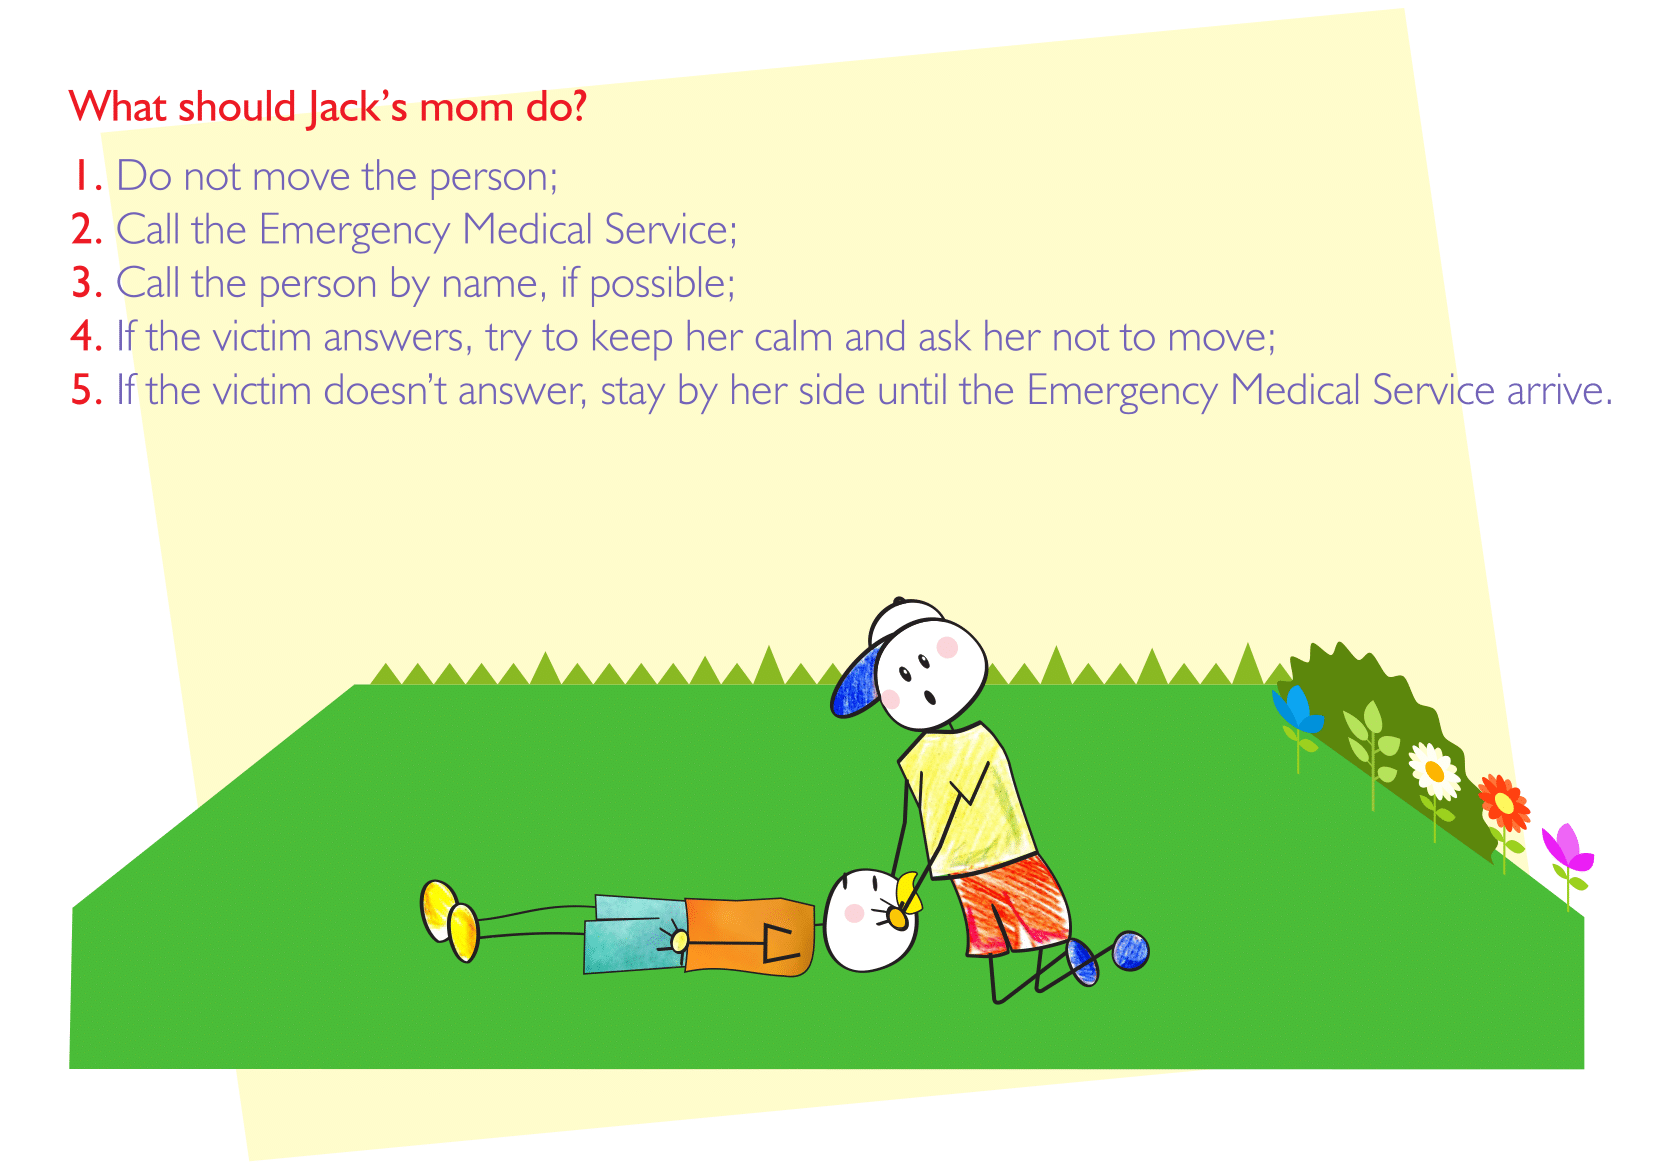 What should Jack’s mom do?
1. Do not move the person;
2. Call the Emergency Medical Service;
3. Call the person by name, if possible;
4. If the victim answers, try to keep her calm and ask her not to move;
5. If the victim doesn’t answer, stay by her side until the Emergency Medical Service arrive.